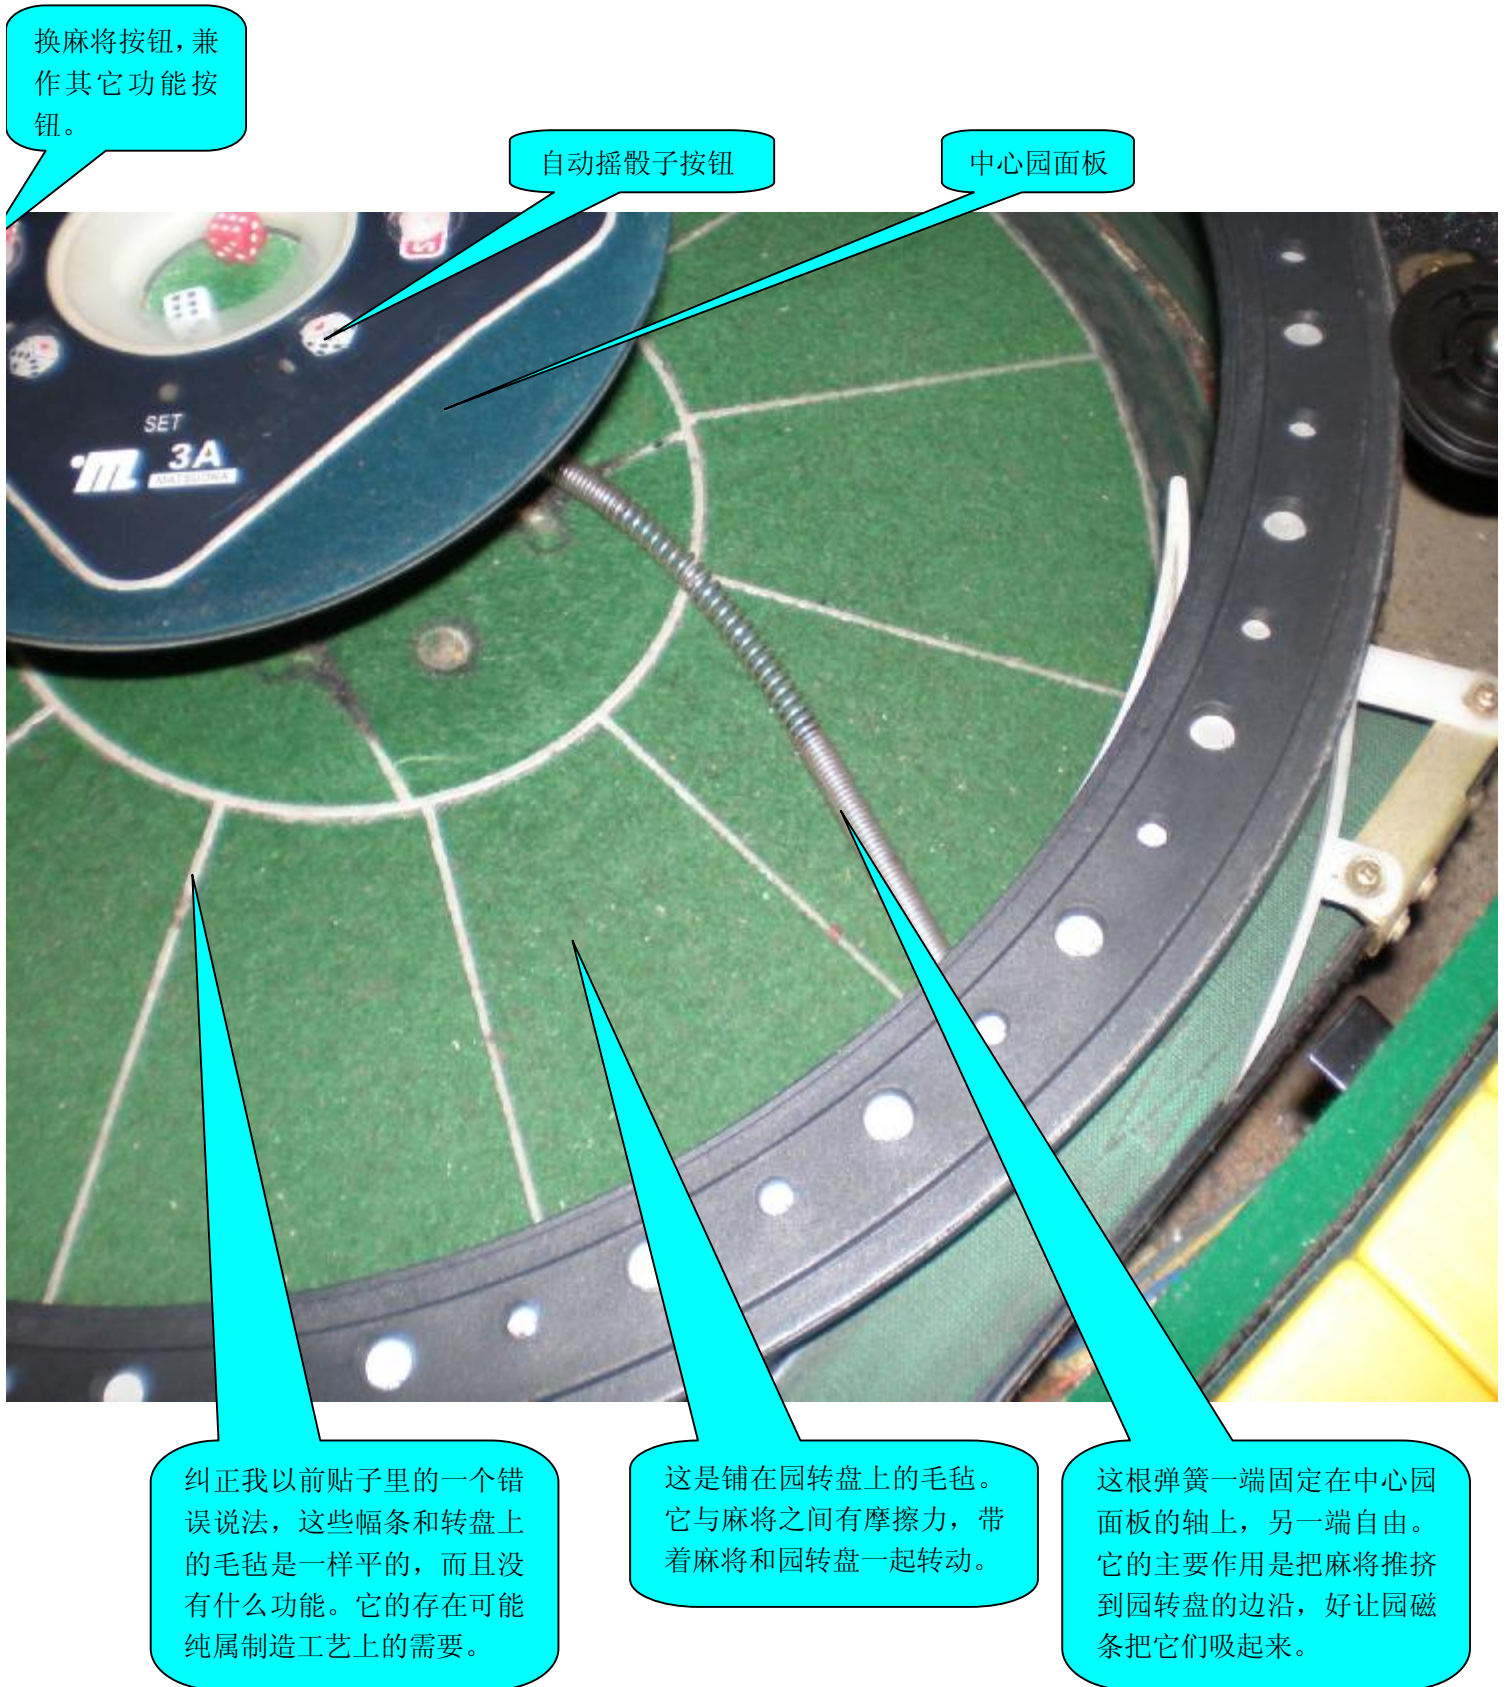 换麻将按钮，兼
作其它功能按
钮。
自动摇骰子按钮
中心园面板
SET
3A
MATSUOKA
纠正我以前贴子里的一个错
误说法，这些幅条和转盘上
的毛毡是一样平的，而且没
有什么功能。它的存在可能
纯属制造工艺上的需要。
这是铺在园转盘上的毛毡。
它与麻将之间有摩擦力，带
着麻将和园转盘一起转动。
这根弹簧一端固定在中心园
面板的轴上，另一端自由。
它的主要作用是把麻将推挤
到园转盘的边沿，好让园磁
条把它们吸起来。